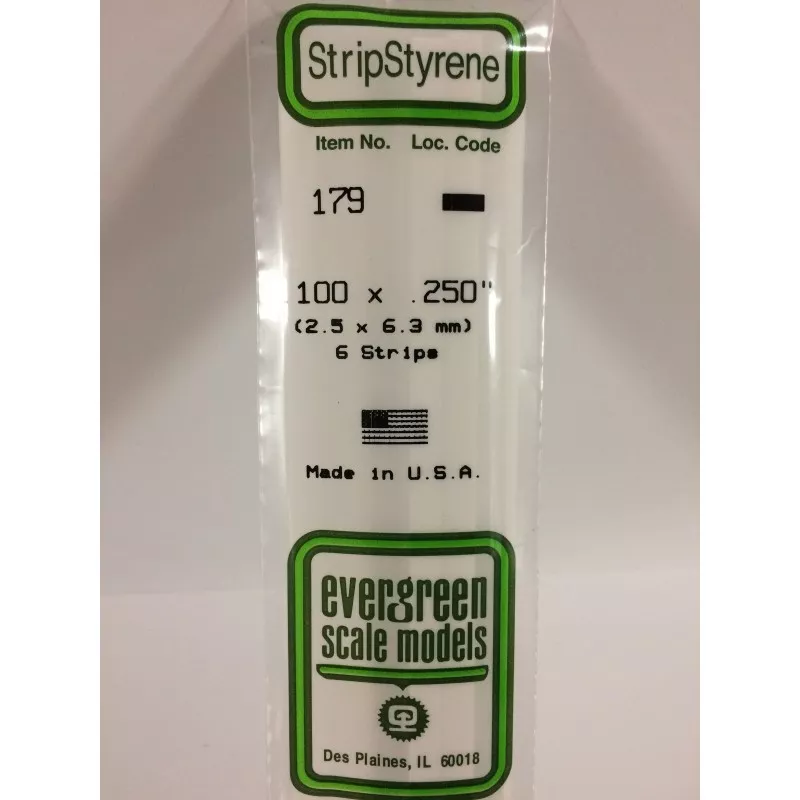 StripStyrene
Item No. Loc. Code
179
100 x .250"
(2.5 x 6.3 mm)
6 Strips
Made in U.S.A.
evergreen
scale models
Des Plaines, IL 60018